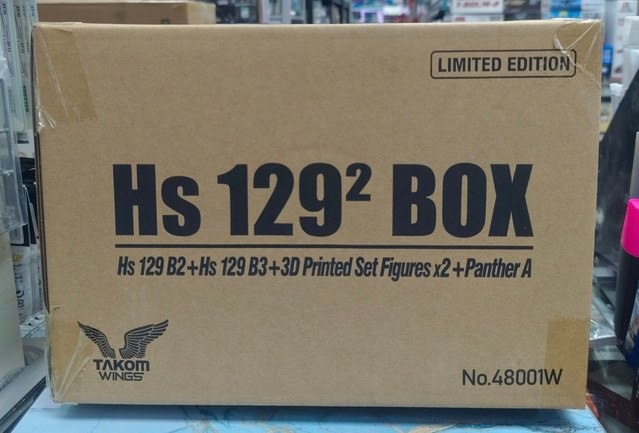 LIMITED EDITION
Hs 129² BOX
Hs 129 B2+Hs 129 B3+3D Printed Set Figures x2+Panther A
TAKOM
WINGS
No.48001W